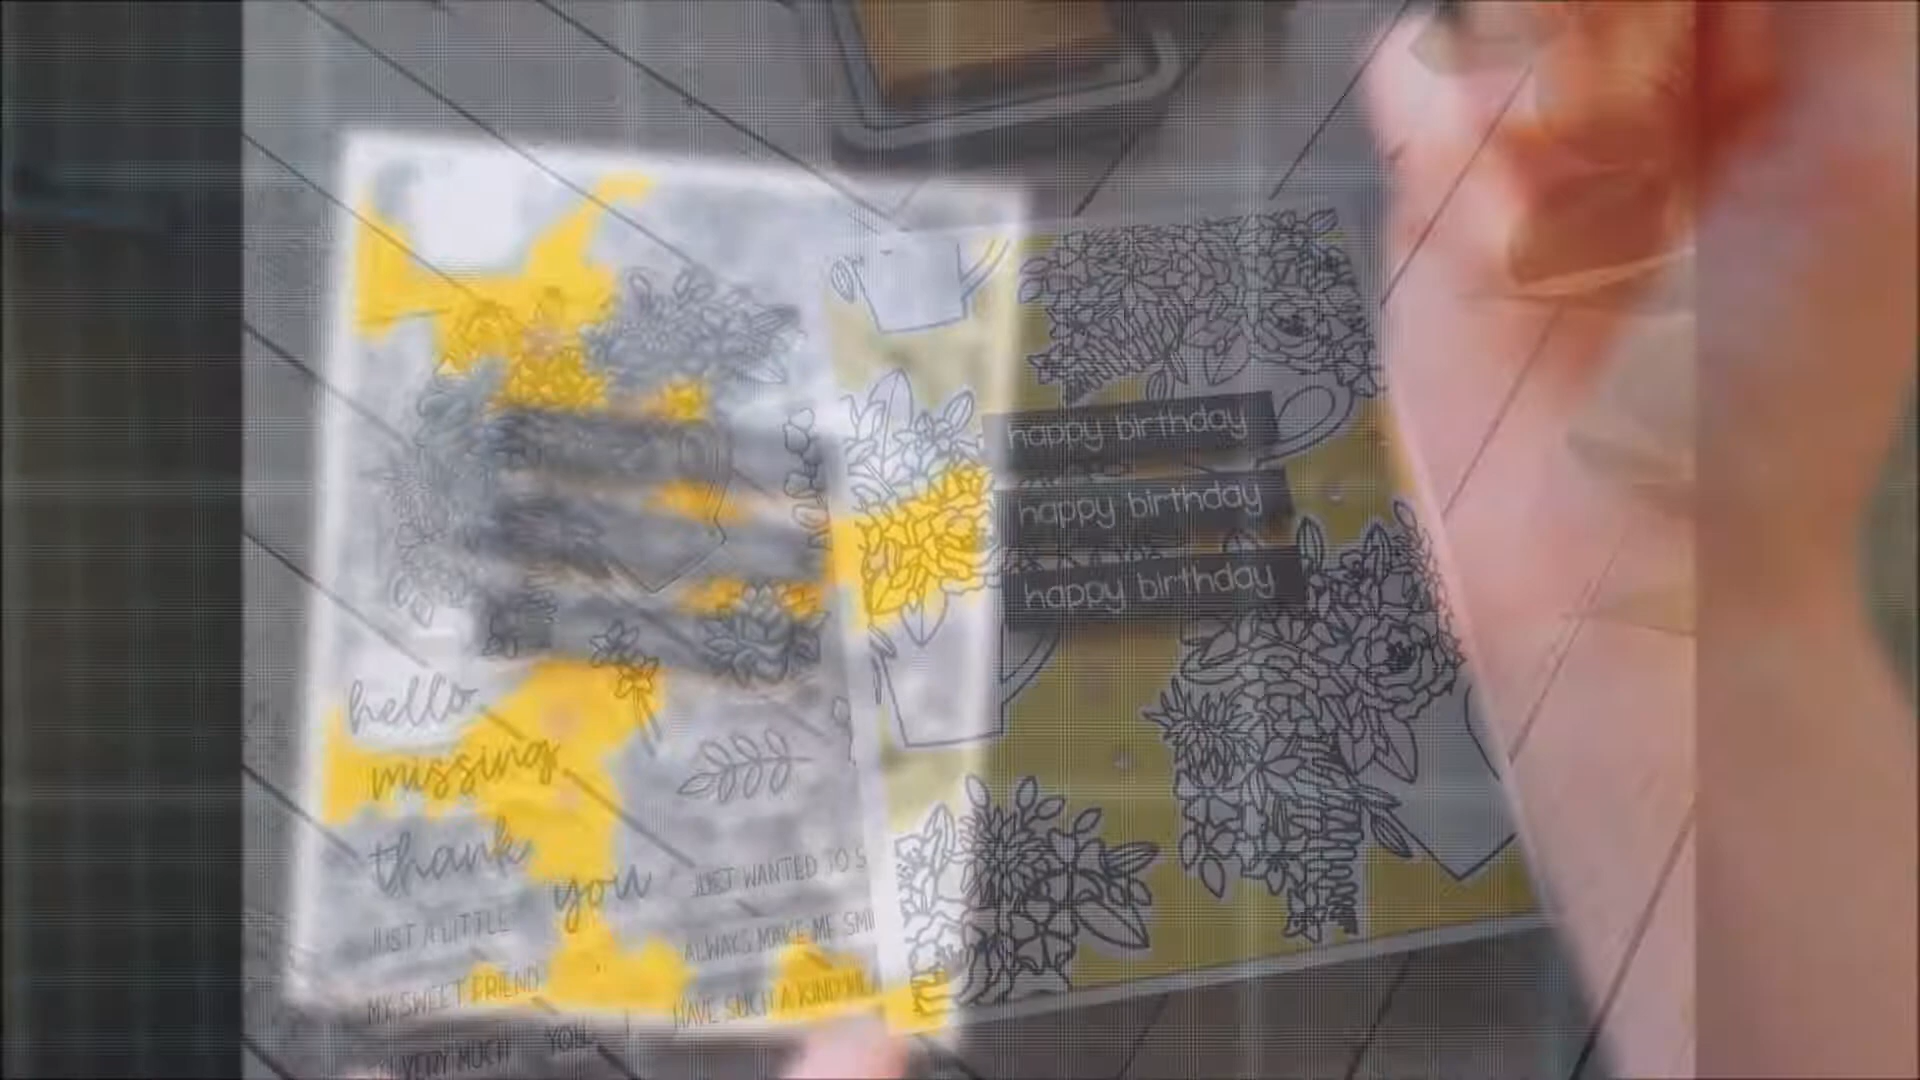 happy birthday
happy birthday
happy birthday
hello
missing
thank
you
JUST WANTED TO S
JUST A LITTLE
ALWAYS MAKE ME SMI
MY SWEET FRIEND
HAVE SUCH A KIND
VERY MUCH
YOU
I